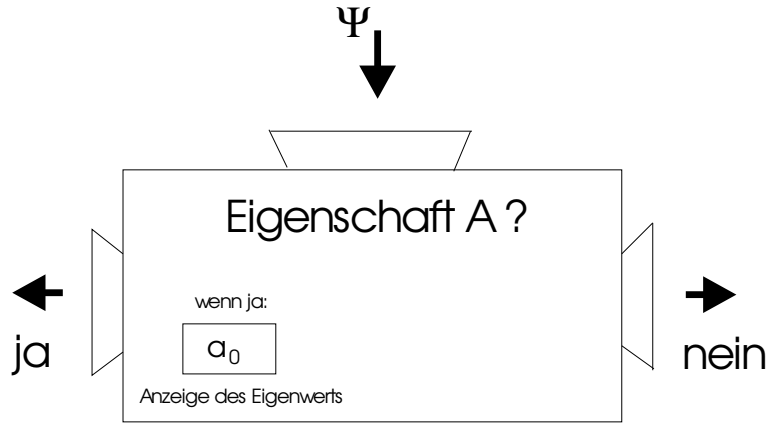 Ψ
Eigenschaft A ?
wenn ja:
a₀
Anzeige des Eigenwerts
ja
nein